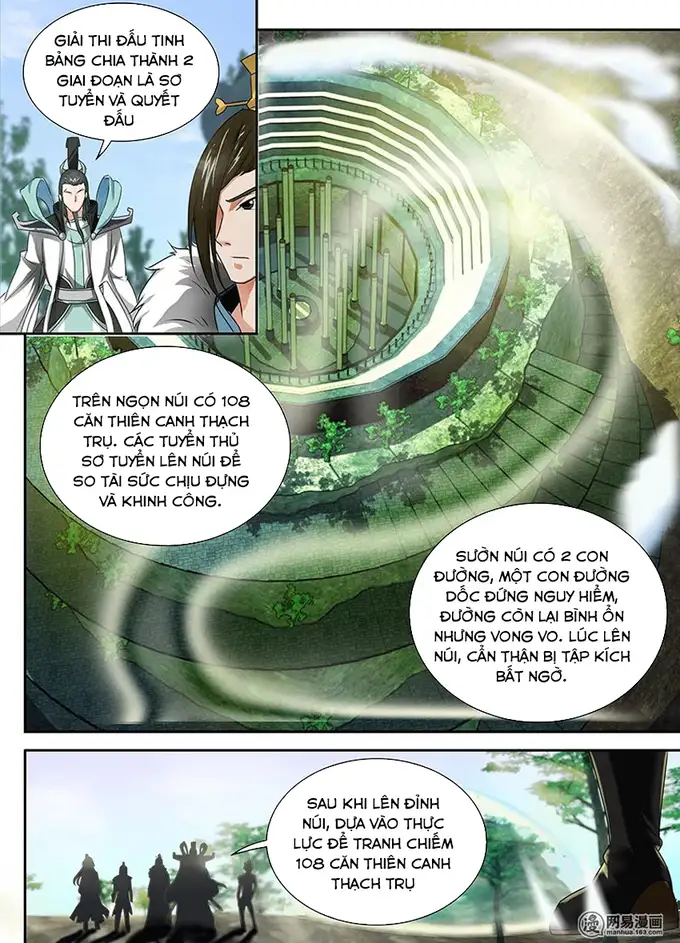 GIẢI THI ĐẤU TINH
BẢNG CHIA THÀNH 2
GIAI ĐOẠN LÀ SƠ
TUYỂN VÀ QUYẾT
ĐẤU
TRÊN NGỌN NÚI CÓ 108
CĂN THIÊN CANH THẠCH
TRỤ. CÁC TUYỂN THỦ
SƠ TUYỂN LÊN NÚI ĐỂ
SO TÀI SỨC CHỊU ĐỰNG
VÀ KHINH CÔNG.
SƯỜN NÚI CÓ 2 CON
ĐƯỜNG, MỘT CON ĐƯỜNG
DỐC ĐỨNG NGUY HIỂM,
ĐƯỜNG CÒN LẠI BÌNH ỔN
NHƯNG VONG VO. LÚC LÊN
NÚI, CẨN THẬN BỊ TẬP KÍCH
BẤT NGỜ.
SAU KHI LÊN ĐỈNH
NÚI, DỰA VÀO THỰC
LỰC ĐỂ TRANH CHIẾM
108 CĂN THIÊN CANH
THẠCH TRỤ
漫 网易漫画
manhua.163.com